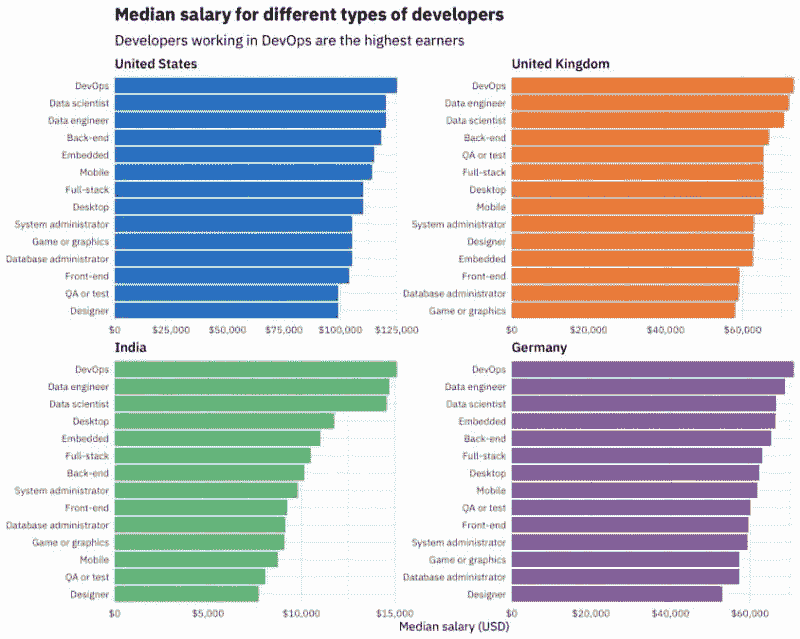 Median salary for different types of developers
Developers working in DevOps are the highest earners
United States
DevOps
Data scientist
Data engineer
Back-end
Embedded
Mobile
Full-stack
Desktop
System administrator
Game or graphics
Database administrator
Front-end
QA or test
Designer
$0 $25,000 $50,000 $75,000 $100,000 $125,000
United Kingdom
DevOps
Data engineer
Data scientist
Back-end
QA or test
Full-stack
Desktop
Mobile
System administrator
Designer
Embedded
Front-end
Database administrator
Game or graphics
$0 $20,000 $40,000 $60,000
India
DevOps
Data engineer
Data scientist
Desktop
Embedded
Full-stack
Back-end
System administrator
Front-end
Database administrator
Game or graphics
Mobile
QA or test
Designer
$0 $5,000 $10,000 $15,000
Germany
DevOps
Data engineer
Data scientist
Embedded
Back-end
Full-stack
Desktop
Mobile
QA or test
Front-end
System administrator
Game or graphics
Database administrator
Designer
$0 $20,000 $40,000 $60,000
Median salary (USD)